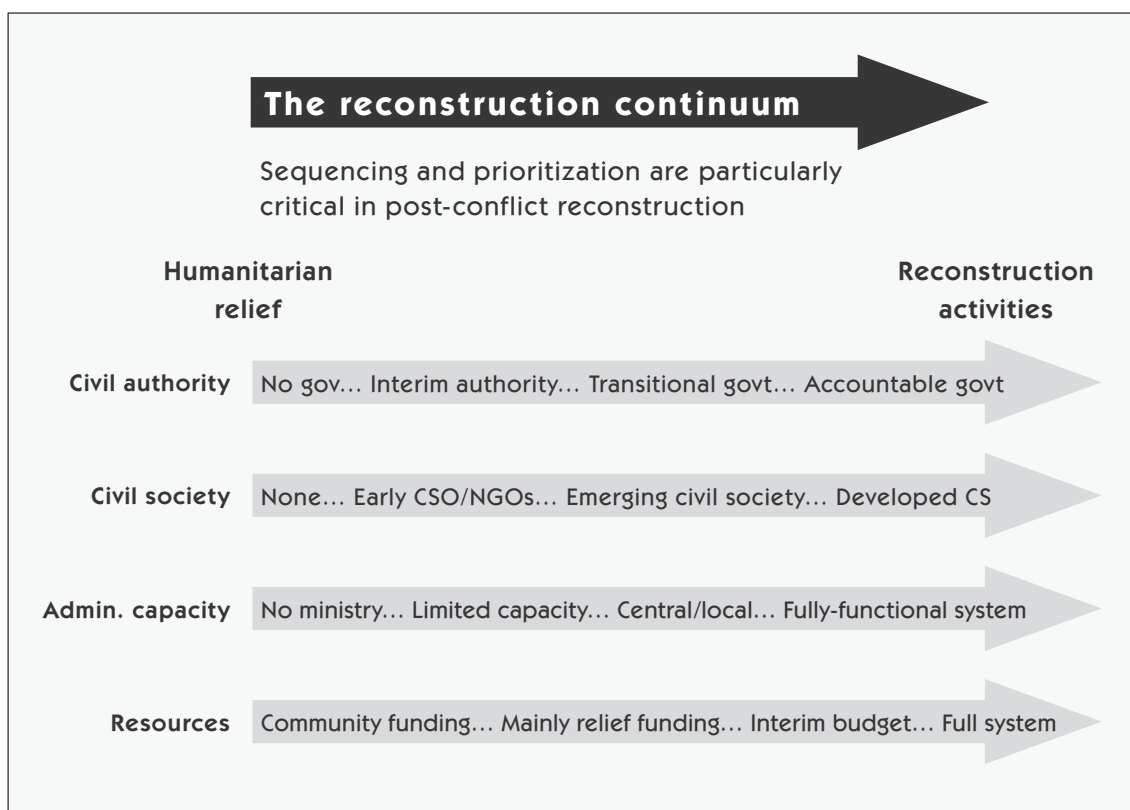 The reconstruction continuum
Sequencing and prioritization are particularly
critical in post-conflict reconstruction
Humanitarian
relief
Reconstruction
activities
Civil authority
No gov… Interim authority… Transitional govt… Accountable govt
Civil society
None… Early CSO/NGOs… Emerging civil society… Developed CS
Admin. capacity
No ministry… Limited capacity… Central/local… Fully-functional system
Resources
Community funding… Mainly relief funding… Interim budget… Full system